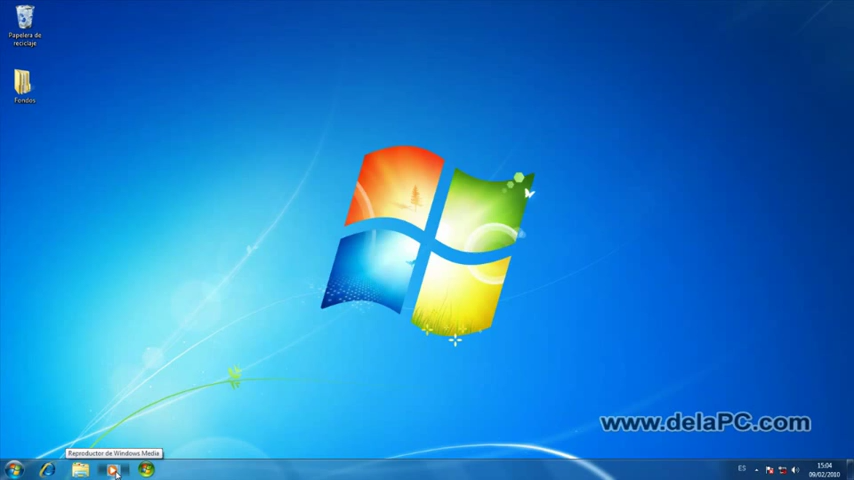 Papelera de
reciclaje
Fondos
www.delaPC.com
Reproductor de Windows Media
ES
15:04
09/02/2010